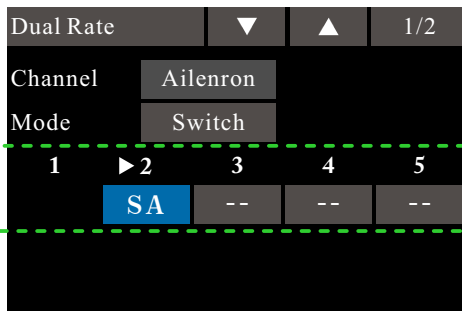 Dual Rate ▼ ▲ 1/2
Channel Ailenron
Mode Switch
1 ▶2 3 4 5
SA -- -- --